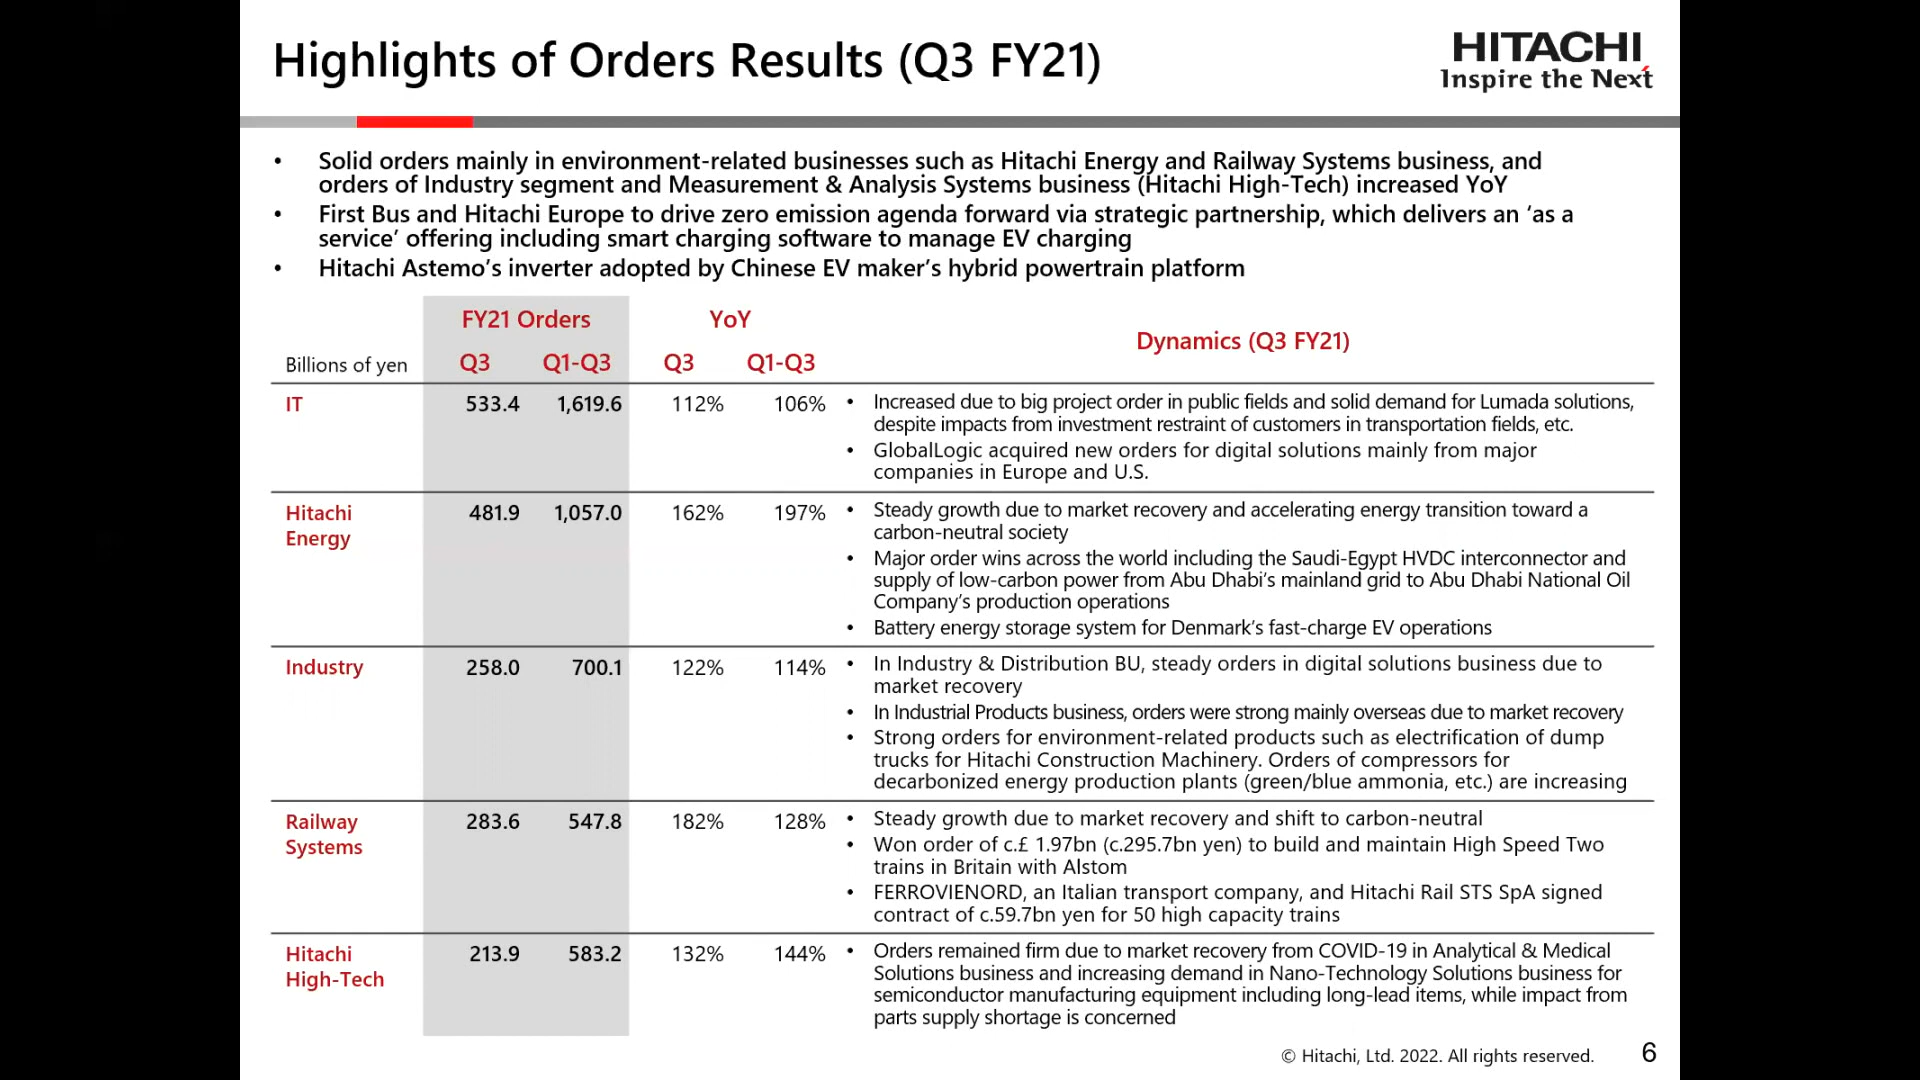 Highlights of Orders Results (Q3 FY21)
HITACHI
Inspire the Next
• Solid orders mainly in environment-related businesses such as Hitachi Energy and Railway Systems business, and
orders of Industry segment and Measurement & Analysis Systems business (Hitachi High-Tech) increased YoY
• First Bus and Hitachi Europe to drive zero emission agenda forward via strategic partnership, which delivers an ‘as a
service’ offering including smart charging software to manage EV charging
• Hitachi Astemo’s inverter adopted by Chinese EV maker’s hybrid powertrain platform
FY21 Orders YoY
Dynamics (Q3 FY21)
Billions of yen Q3 Q1-Q3 Q3 Q1-Q3
IT 533.4 1,619.6 112% 106%
• Increased due to big project order in public fields and solid demand for Lumada solutions,
despite impacts from investment restraint of customers in transportation fields, etc.
• GlobalLogic acquired new orders for digital solutions mainly from major
companies in Europe and U.S.
Hitachi
Energy
481.9 1,057.0 162% 197%
• Steady growth due to market recovery and accelerating energy transition toward a
carbon-neutral society
• Major order wins across the world including the Saudi-Egypt HVDC interconnector and
supply of low-carbon power from Abu Dhabi’s mainland grid to Abu Dhabi National Oil
Company’s production operations
• Battery energy storage system for Denmark’s fast-charge EV operations
Industry 258.0 700.1 122% 114%
• In Industry & Distribution BU, steady orders in digital solutions business due to
market recovery
• In Industrial Products business, orders were strong mainly overseas due to market recovery
• Strong orders for environment-related products such as electrification of dump
trucks for Hitachi Construction Machinery. Orders of compressors for
decarbonized energy production plants (green/blue ammonia, etc.) are increasing
Railway
Systems
283.6 547.8 182% 128%
• Steady growth due to market recovery and shift to carbon-neutral
• Won order of c.£ 1.97bn (c.295.7bn yen) to build and maintain High Speed Two
trains in Britain with Alstom
• FERROVIENORD, an Italian transport company, and Hitachi Rail STS SpA signed
contract of c.59.7bn yen for 50 high capacity trains
Hitachi
High-Tech
213.9 583.2 132% 144%
• Orders remained firm due to market recovery from COVID-19 in Analytical & Medical
Solutions business and increasing demand in Nano-Technology Solutions business for
semiconductor manufacturing equipment including long-lead items, while impact from
parts supply shortage is concerned
© Hitachi, Ltd. 2022. All rights reserved. 6